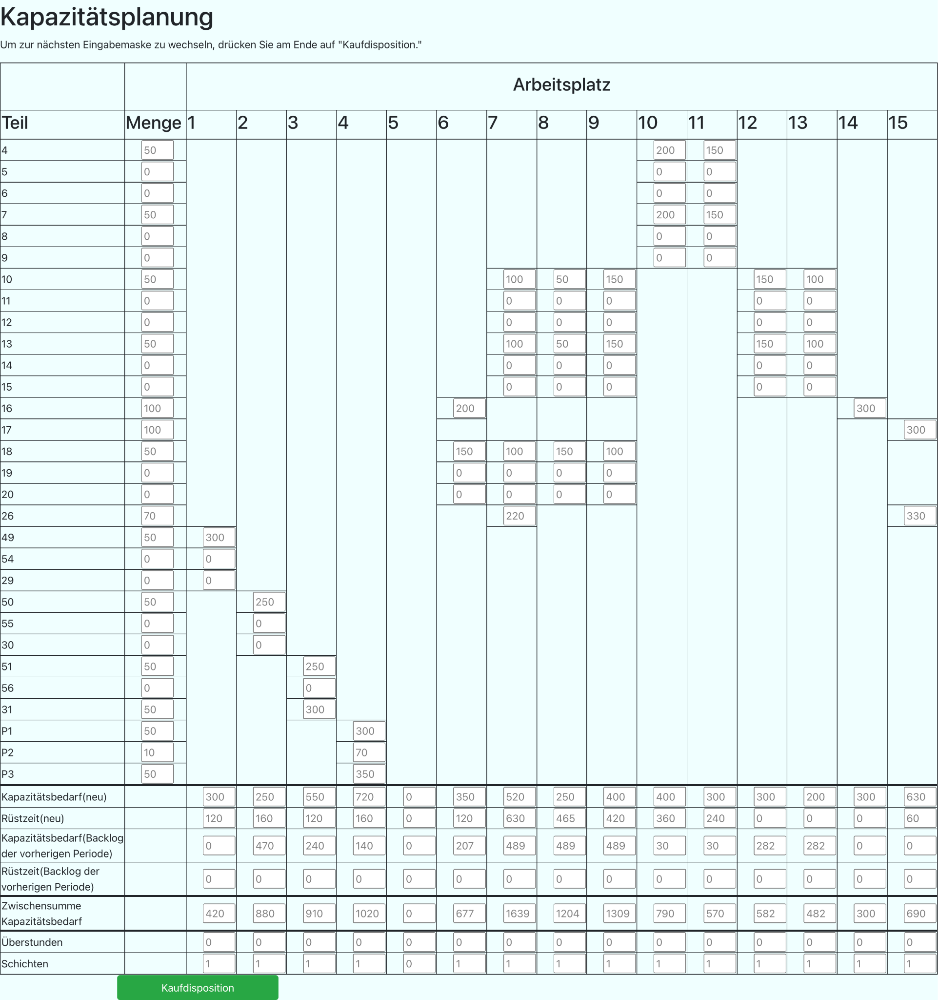 Kapazitätsplanung
Um zur nächsten Eingabemaske zu wechseln, drücken Sie am Ende auf "Kaufdisposition."
Arbeitsplatz
Teil Menge 1 2 3 4 5 6 7 8 9 10 11 12 13 14 15
4 50 200 150
5 0 0 0
6 0 0 0
7 50 200 150
8 0 0 0
9 0 0 0
10 50 100 50 150 150 100
11 0 0 0 0 0 0
12 0 0 0 0 0 0
13 50 100 50 150 150 100
14 0 0 0 0 0 0
15 0 0 0 0 0 0
16 100 200 300
17 100 300
18 50 150 100 150 100
19 0 0 0 0 0
20 0 0 0 0 0
26 70 220 330
49 50 300
54 0 0
29 0 0
50 50 250
55 0 0
30 0 0
51 50 250
56 0 0
31 50 300
P1 50 300
P2 10 70
P3 50 350
Kapazitätsbedarf(neu) 300 250 550 720 0 350 520 250 400 400 300 300 200 300 630
Rüstzeit(neu) 120 160 120 160 0 120 630 465 420 360 240 0 0 0 60
Kapazitätsbedarf(Backlog
der vorherigen Periode) 0 470 240 140 0 207 489 489 489 30 30 282 282 0 0
Rüstzeit(Backlog der
vorherigen Periode) 0 0 0 0 0 0 0 0 0 0 0 0 0 0 0
Zwischensumme
Kapazitätsbedarf 420 880 910 1020 0 677 1639 1204 1309 790 570 582 482 300 690
Überstunden 0 0 0 0 0 0 0 0 0 0 0 0 0 0 0
Schichten 1 1 1 1 0 1 1 1 1 1 1 1 1 1 1
Kaufdisposition